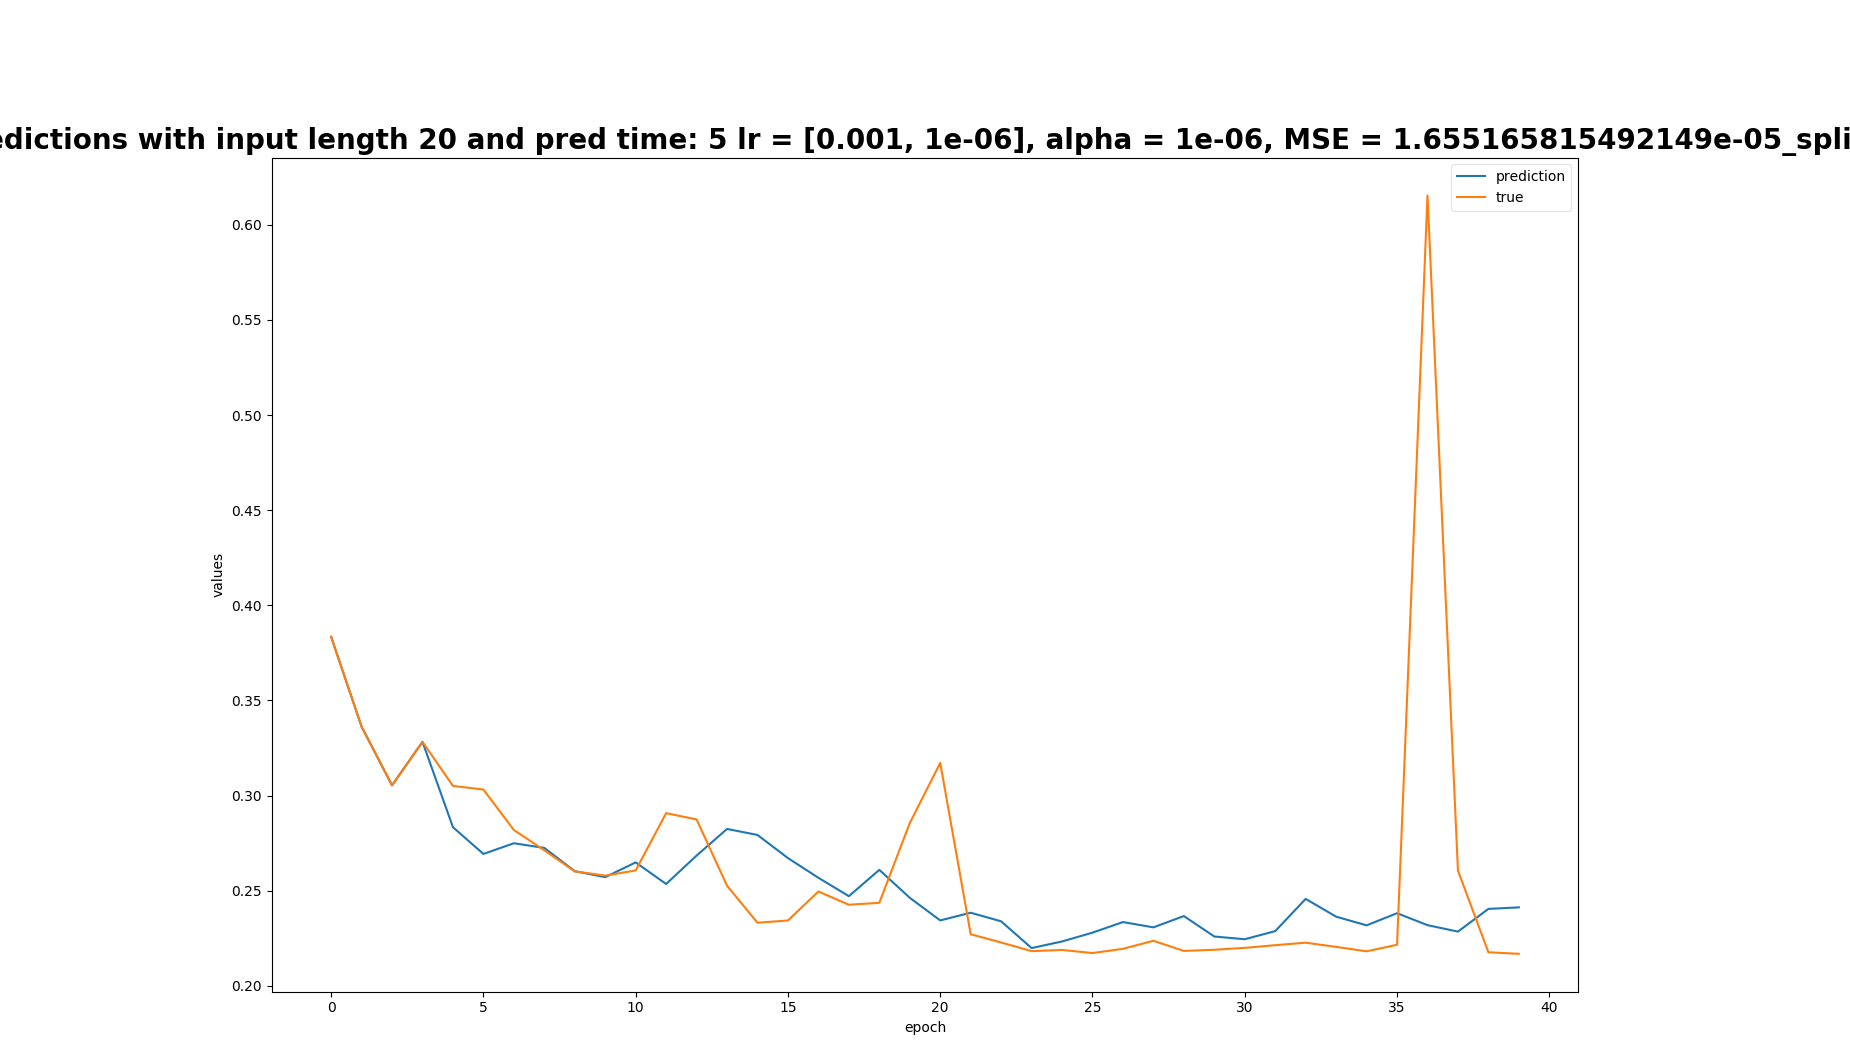 edictions with input length 20 and pred time: 5 lr = [0.001, 1e-06], alpha = 1e-06, MSE = 1.655165815492149e-05_spli
prediction
true
0.60
0.55
0.50
0.45
0.40
0.35
0.30
0.25
0.20
values
0 5 10 15 20 25 30 35 40
epoch